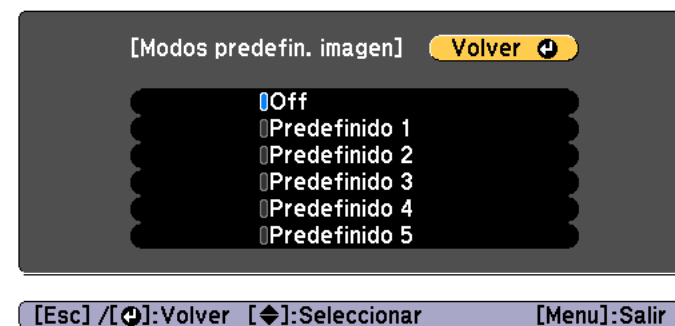 [Modos predefin. imagen] Volver
Off
Predefinido 1
Predefinido 2
Predefinido 3
Predefinido 4
Predefinido 5
[Esc] /[⏎]:Volver [◆]:Seleccionar [Menu]:Salir